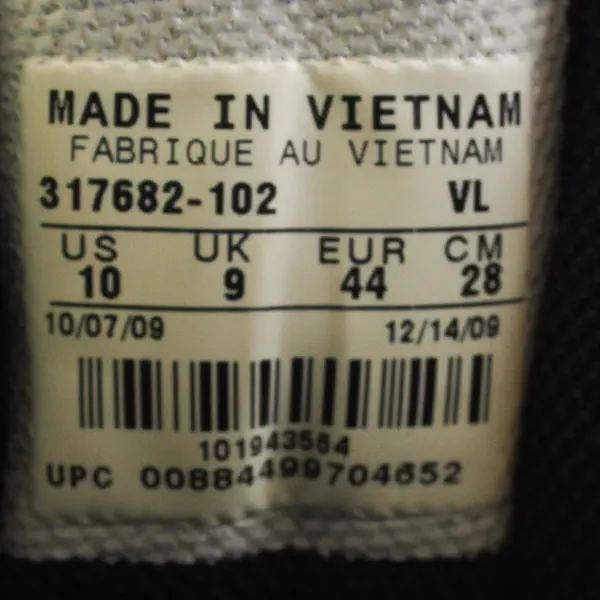 MADE IN VIETNAM
FABRIQUE AU VIETNAM
317682-102 VL
US UK EUR CM
10 9 44 28
10/07/09 12/14/09
101943564
UPC 00884499704652